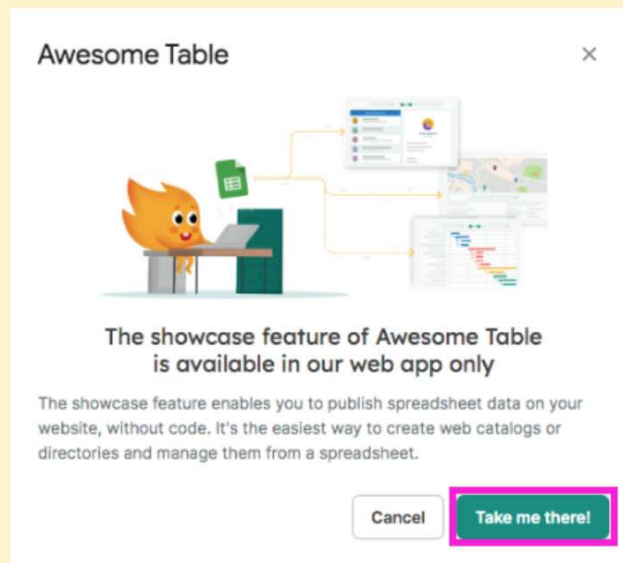 Awesome Table
The showcase feature of Awesome Table
is available in our web app only
The showcase feature enables you to publish spreadsheet data on your
website, without code. It's the easiest way to create web catalogs or
directories and manage them from a spreadsheet.
Cancel
Take me there!